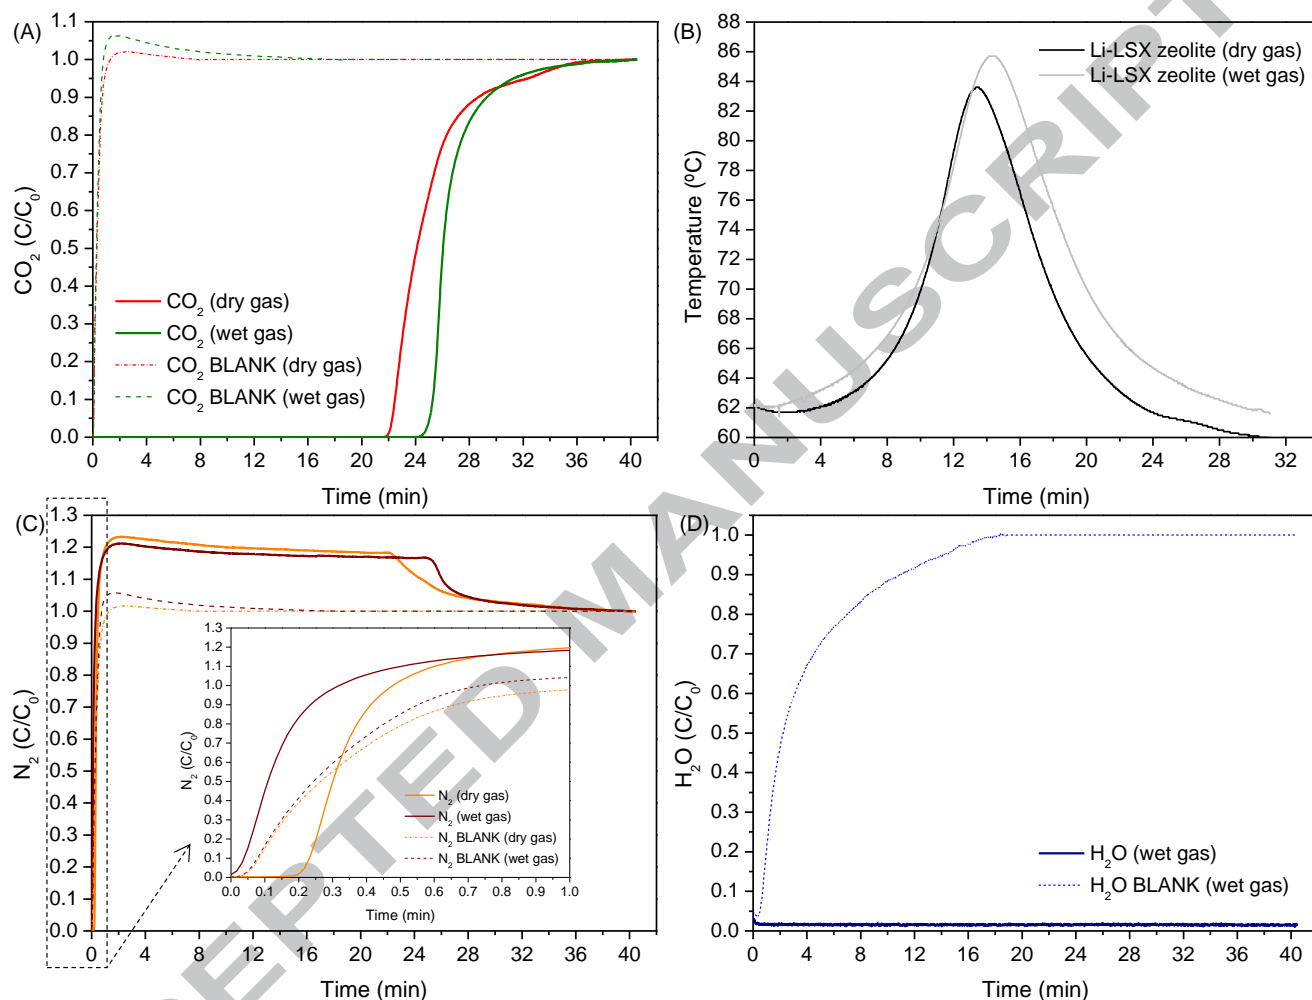 (A)
1.1
1.0
0.9
0.8
0.7
0.6
0.5
0.4
0.3
0.2
0.1
0.0
CO₂ (C/C₀)
CO₂ (dry gas)
CO₂ (wet gas)
CO₂ BLANK (dry gas)
CO₂ BLANK (wet gas)
0 4 8 12 16 20 24 28 32 36 40
Time (min)
(B)
88
86
84
82
80
78
76
74
72
70
68
66
64
62
60
Temperature (ºC)
Li-LSX zeolite (dry gas)
Li-LSX zeolite (wet gas)
0 4 8 12 16 20 24 28 32
Time (min)
(C)
1.3
1.2
1.1
1.0
0.9
0.8
0.7
0.6
0.5
0.4
0.3
0.2
0.1
0.0
N₂ (C/C₀)
0 4 8 12 16 20 24 28 32 36 40
Time (min)
1.3
1.2
1.1
1.0
0.9
0.8
0.7
0.6
0.5
0.4
0.3
0.2
0.1
0.0
N₂ (C/C₀)
N₂ (dry gas)
N₂ (wet gas)
N₂ BLANK (dry gas)
N₂ BLANK (wet gas)
0.0 0.1 0.2 0.3 0.4 0.5 0.6 0.7 0.8 0.9 1.0
Time (min)
(D)
1.0
0.9
0.8
0.7
0.6
0.5
0.4
0.3
0.2
0.1
0.0
H₂O (C/C₀)
H₂O (wet gas)
H₂O BLANK (wet gas)
0 4 8 12 16 20 24 28 32 36 40
Time (min)
EPTED MANUSCRIPT